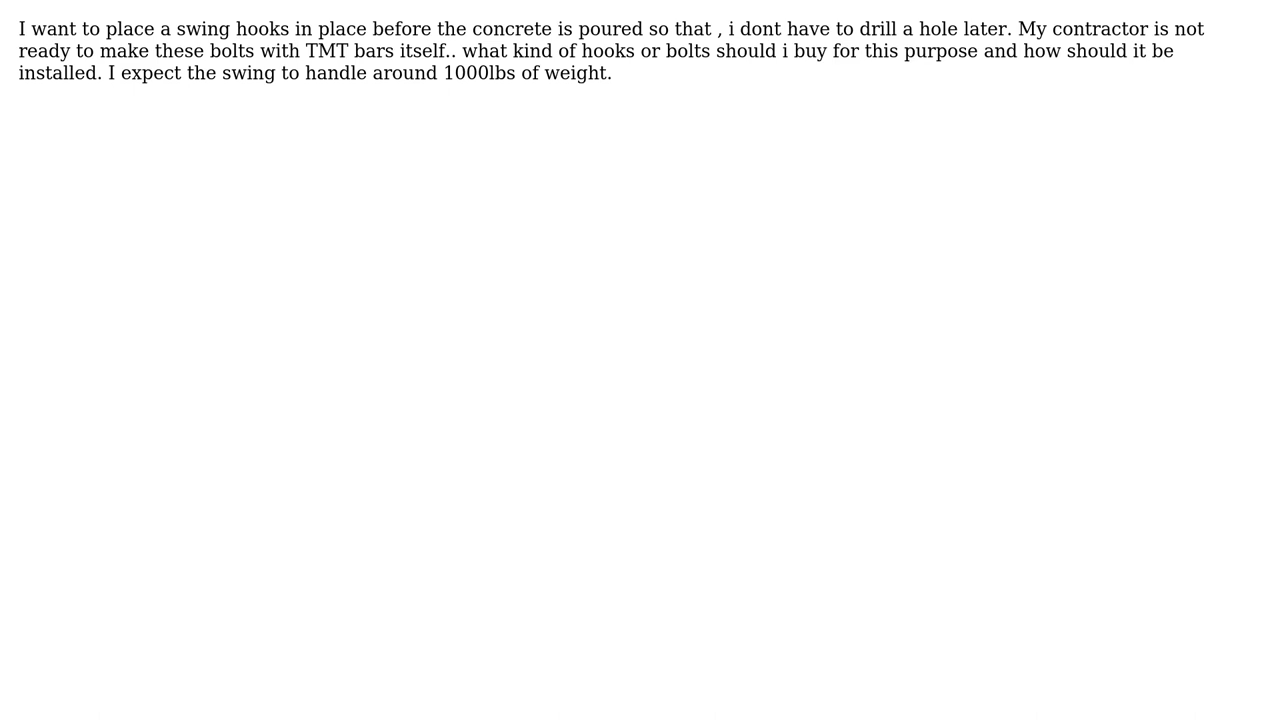 I want to place a swing hooks in place before the concrete is poured so that , i dont have to drill a hole later. My contractor is not
ready to make these bolts with TMT bars itself.. what kind of hooks or bolts should i buy for this purpose and how should it be
installed. I expect the swing to handle around 1000lbs of weight.